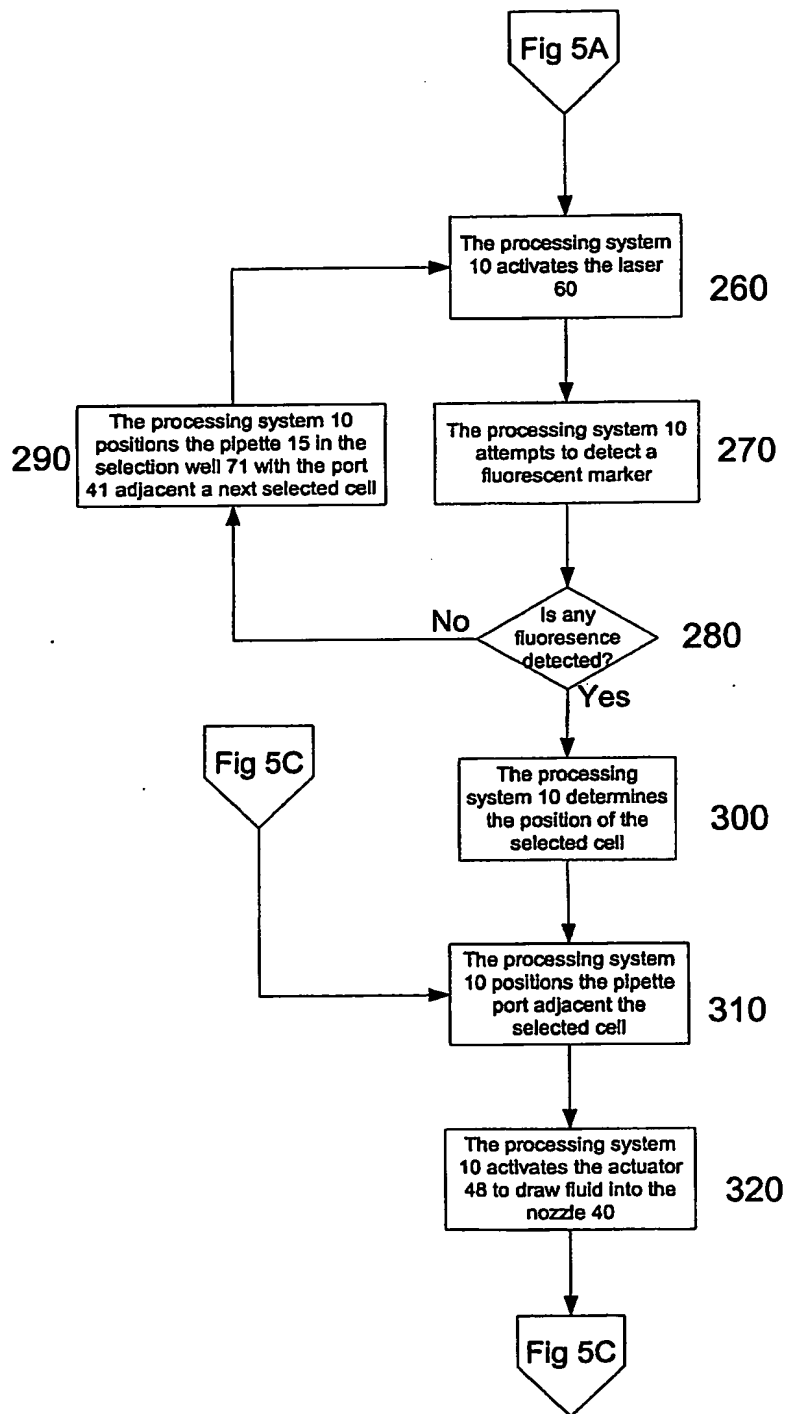 Fig 5A
The processing system
10 activates the laser
60
260
The processing system 10
positions the pipette 15 in the
selection well 71 with the port
41 adjacent a next selected cell
290
The processing system 10
attempts to detect a
fluorescent marker
270
No
Is any
fluoresence
detected?
280
Yes
Fig 5C
The processing
system 10 determines
the position of the
selected cell
300
The processing system
10 positions the pipette
port adjacent the
selected cell
310
The processing system
10 activates the actuator
48 to draw fluid into the
nozzle 40
320
Fig 5C